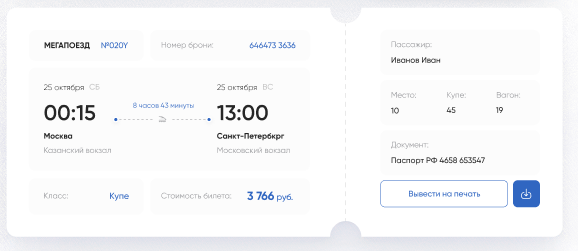 МЕГАПОЕЗД №020Y
Номер брони: 646473 3636
25 октября СБ
00:15
Москва
Казанский вокзал
8 часов 43 минуты
25 октября ВС
13:00
Санкт-Петербкрг
Московский вокзал
Класс: Купе
Стоимость билета: 3 766 руб.
Пассажир:
Иванов Иван
Место: Купе: Вагон:
10 45 19
Документ:
Паспорт РФ 4658 653547
Вывести на печать